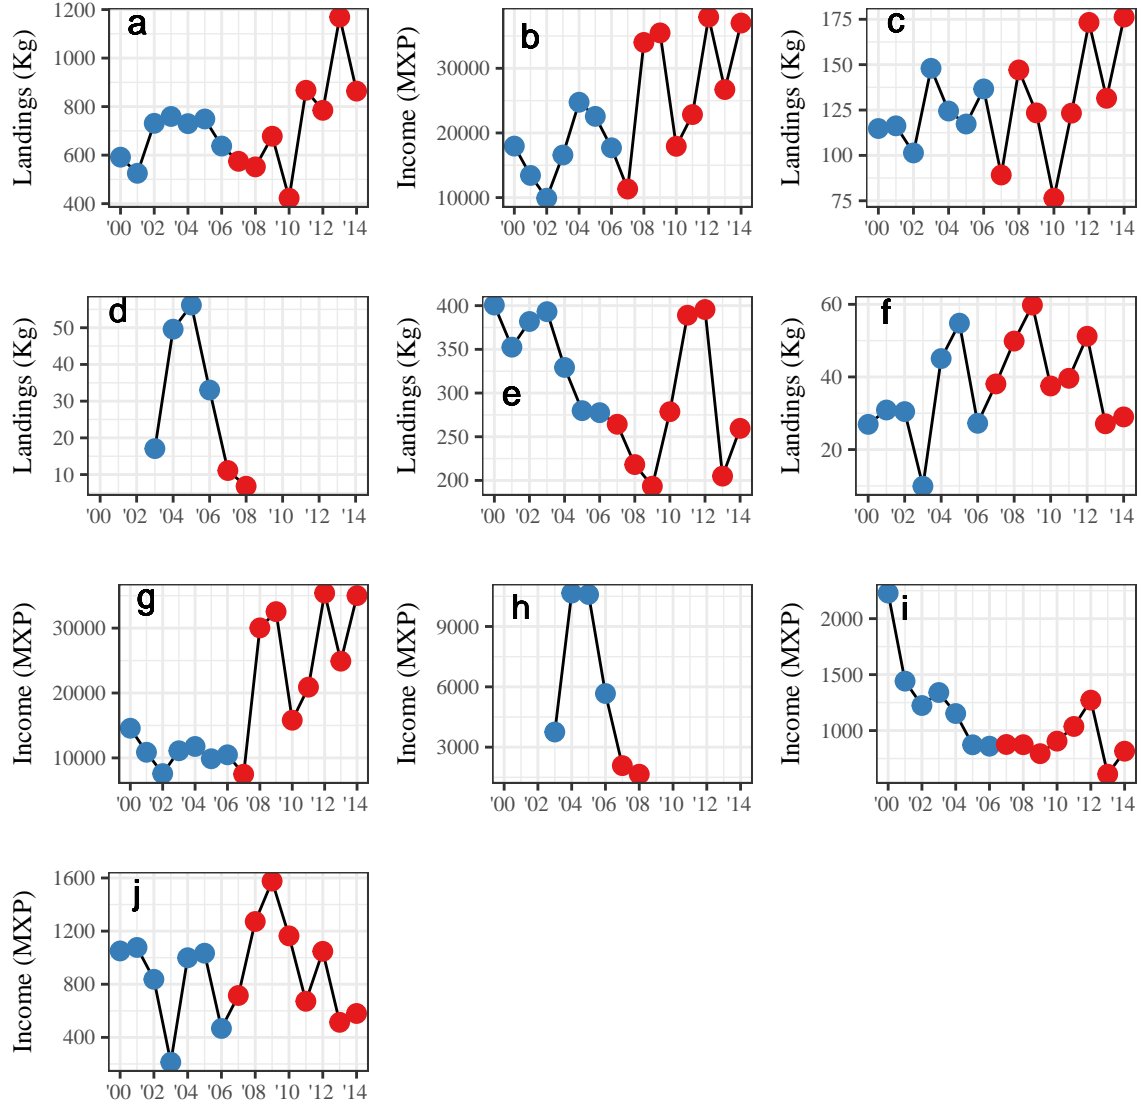 a
Landings (Kg)
1200
1000
800
600
400
'00 '02 '04 '06 '08 '10 '12 '14
b
Income (MXP)
30000
20000
10000
'00 '02 '04 '06 '08 '10 '12 '14
c
Landings (Kg)
175
150
125
100
75
'00 '02 '04 '06 '08 '10 '12 '14
d
Landings (Kg)
50
40
30
20
10
'00 '02 '04 '06 '08 '10 '12 '14
e
Landings (Kg)
400
350
300
250
200
'00 '02 '04 '06 '08 '10 '12 '14
f
Landings (Kg)
60
40
20
'00 '02 '04 '06 '08 '10 '12 '14
g
Income (MXP)
30000
20000
10000
'00 '02 '04 '06 '08 '10 '12 '14
h
Income (MXP)
9000
6000
3000
'00 '02 '04 '06 '08 '10 '12 '14
i
Income (MXP)
2000
1500
1000
'00 '02 '04 '06 '08 '10 '12 '14
j
Income (MXP)
1600
1200
800
400
'00 '02 '04 '06 '08 '10 '12 '14